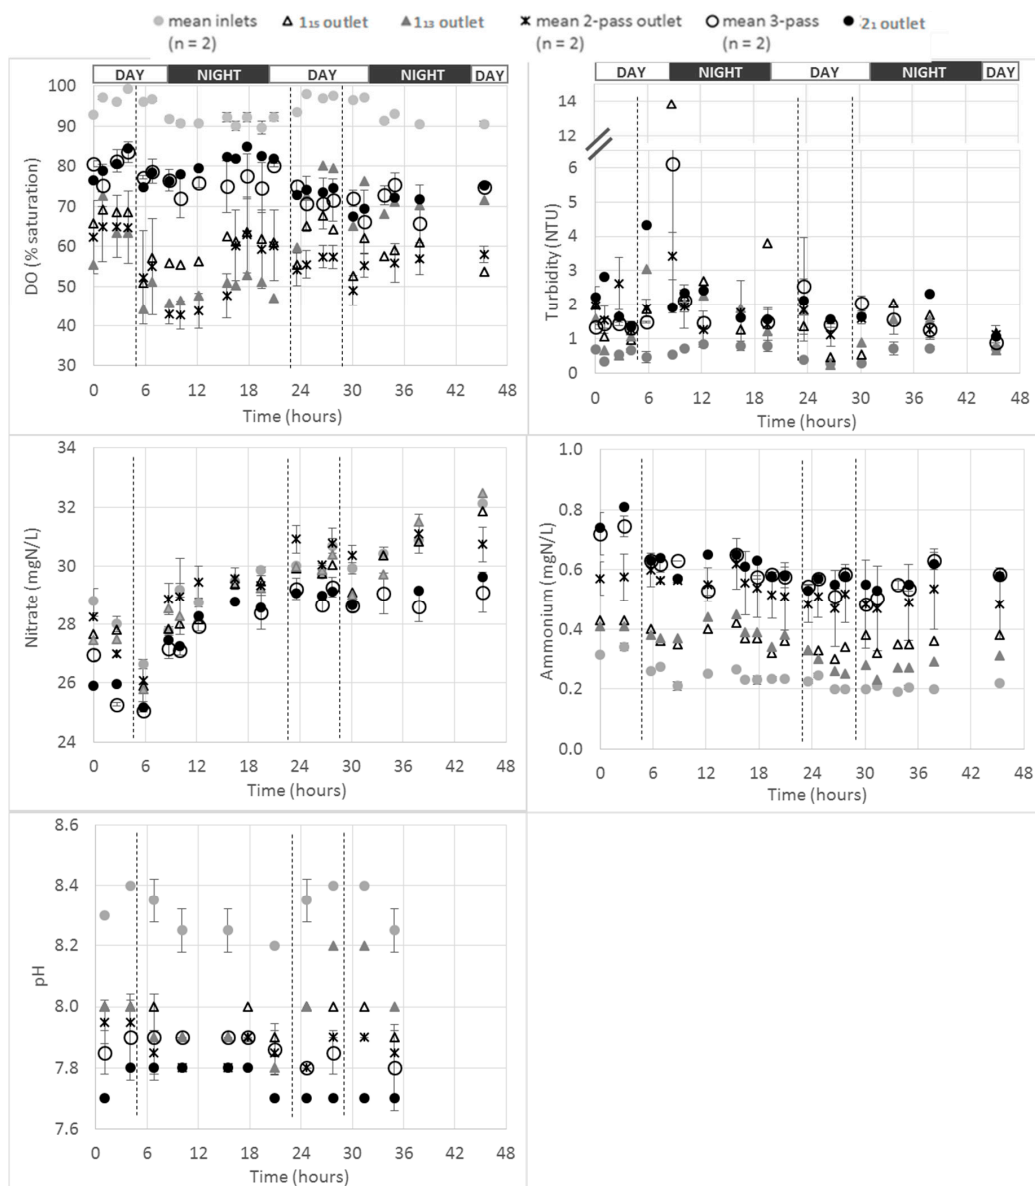 mean inlets (n = 2)
1₁₅ outlet
1₁₃ outlet
mean 2-pass outlet (n = 2)
mean 3-pass (n = 2)
2₁ outlet
DAY NIGHT DAY NIGHT DAY
100
90
80
70
60
50
40
30
DO (% saturation)
0 6 12 18 24 30 36 42 48
Time (hours)
DAY NIGHT DAY NIGHT DAY
14
12
6
5
4
3
2
1
0
Turbidity (NTU)
0 6 12 18 24 30 36 42 48
Time (hours)
34
32
30
28
26
24
Nitrate (mgN/L)
0 6 12 18 24 30 36 42 48
Time (hours)
1.0
0.8
0.6
0.4
0.2
0.0
Ammonium (mgN/L)
0 6 12 18 24 30 36 42 48
Time (hours)
8.6
8.4
8.2
8.0
7.8
7.6
pH
0 6 12 18 24 30 36 42 48
Time (hours)